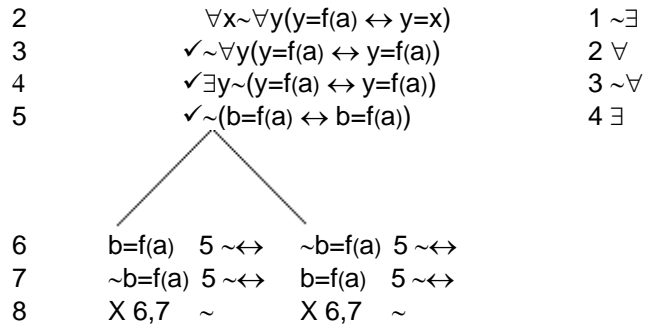 2 ∀x~∀y(y=f(a) ↔ y=x) 1 ~∃
3 ✓~∀y(y=f(a) ↔ y=f(a)) 2 ∀
4 ✓∃y~(y=f(a) ↔ y=f(a)) 3 ~∀
5 ✓~(b=f(a) ↔ b=f(a)) 4 ∃
6 b=f(a) 5 ~↔ ~b=f(a) 5 ~↔
7 ~b=f(a) 5 ~↔ b=f(a) 5 ~↔
8 X 6,7 ~ X 6,7 ~